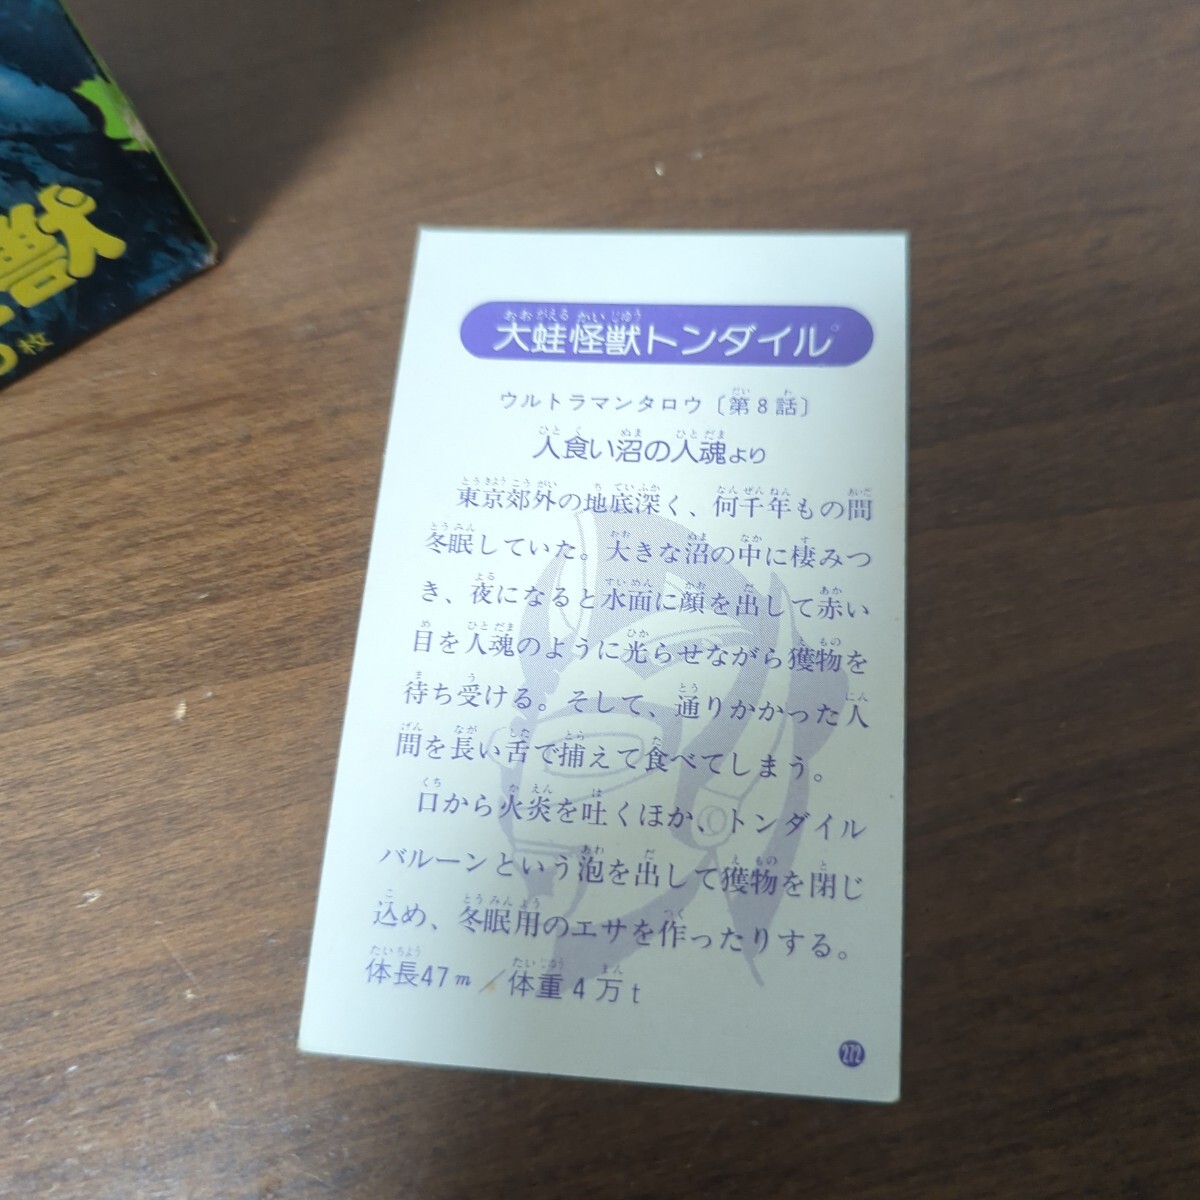 獣
枚
大蛙怪獣トンダイル
ウルトラマンタロウ〔第8話〕
人食い沼の人魂より
東京郊外の地底深く、何千年もの間
冬眠していた。大きな沼の中に棲みつ
き、夜になると水面に顔を出して赤い
目を人魂のように光らせながら獲物を
待ち受ける。そして、通りかかった人
間を長い舌で捕えて食べてしまう。
口から火炎を吐くほか、トンダイル
バルーンという泡を出して獲物を閉じ
込め、冬眠用のエサを作ったりする。
体長47m／体重4万t
272